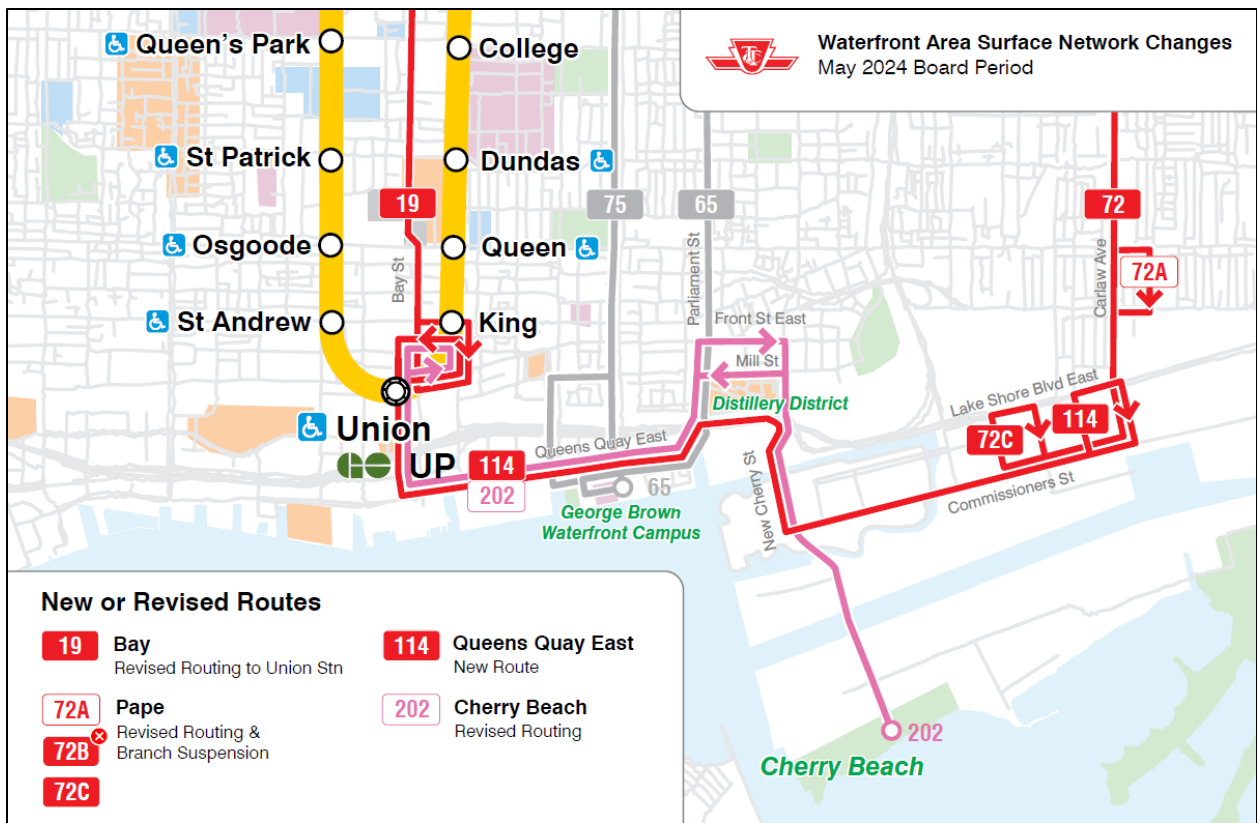 Waterfront Area Surface Network Changes
May 2024 Board Period
TTC
Queen's Park
College
St Patrick
Dundas
19
75
65
72
Osgoode
Queen
Bay St
Parliament St
Carlaw Ave
72A
St Andrew
King
Front St East
Mill St
Lake Shore Blvd East
Distillery District
Union
72C
114
GO UP
114
202
Queens Quay East
65
New Cherry St
Commissioners St
George Brown
Waterfront Campus
202
Cherry Beach
New or Revised Routes
19 Bay
Revised Routing to Union Stn
72A Pape
Revised Routing &
72B Branch Suspension
72C
114 Queens Quay East
New Route
202 Cherry Beach
Revised Routing